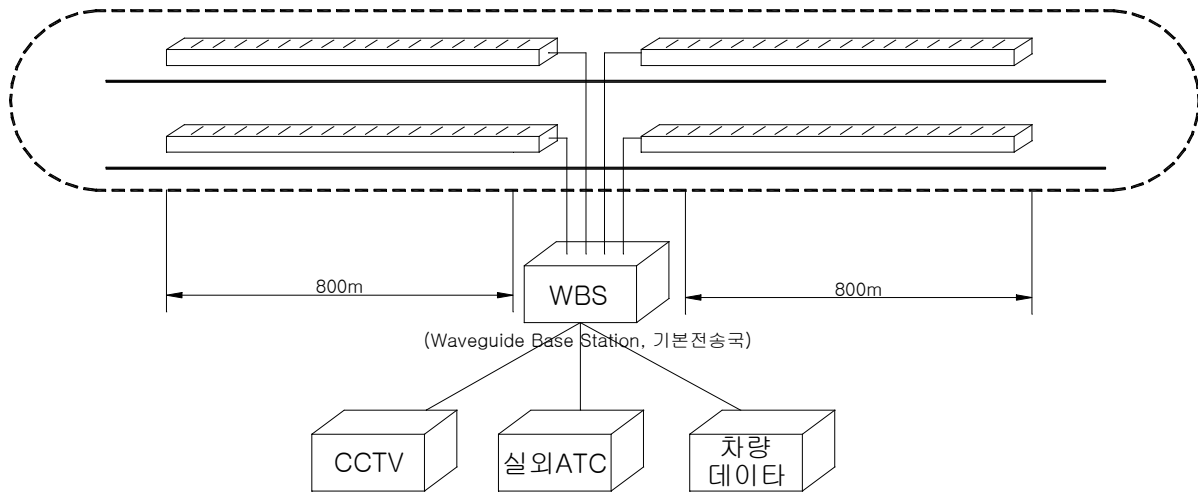 800m
WBS
800m
(Waveguide Base Station, 기본전송국)
CCTV
실외ATC
차량
데이타